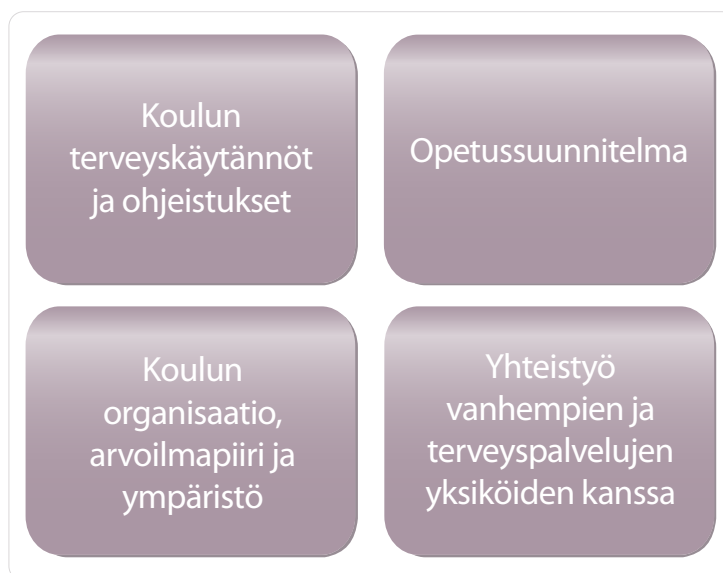 Koulun
terveyskäytännöt
ja ohjeistukset
Opetussuunnitelma
Koulun
organisaatio,
arvoilmapiiri ja
ympäristö
Yhteistyö
vanhempien ja
terveyspalvelujen
yksiköiden kanssa